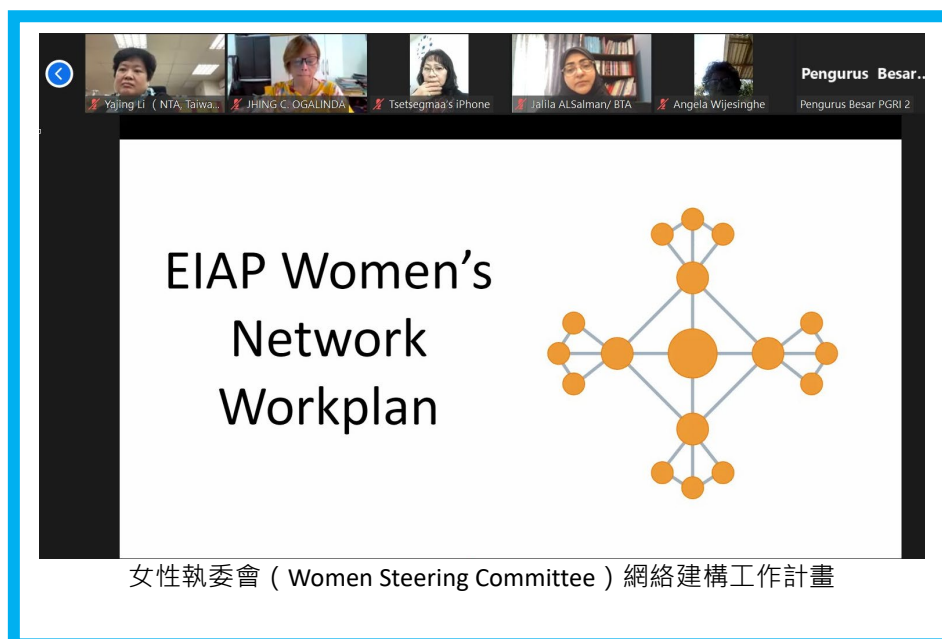 Pengurus Besar..
Yajing Li ( NTA, Taiwa...
JHING C. OGALINDA
Tsetsegmaa's iPhone
Jalila ALSalman/ BTA
Angela Wijesinghe
Pengurus Besar PGRI 2
EIAP Women’s
Network
Workplan
女性執委會（Women Steering Committee）網絡建構工作計畫